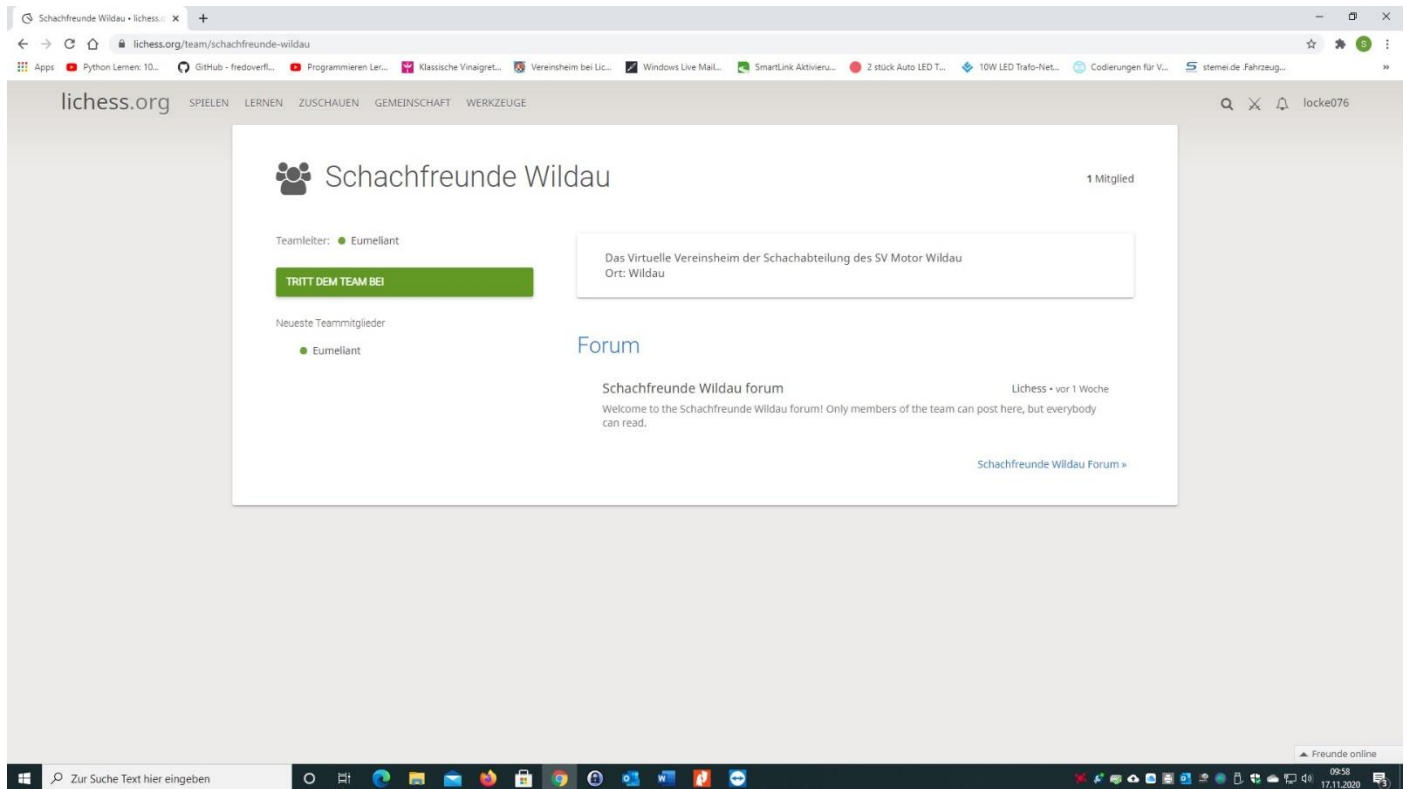 Schachfreunde Wildau • lichess.o
lichess.org/team/schachfreunde-wildau
S
Apps
Python Lernen: 10...
GitHub - fredoverfl...
Programmieren Ler...
Klassische Vinaigret...
Vereinsheim bei Lic...
Windows Live Mail...
SmartLink Aktivieru...
2 stück Auto LED T...
10W LED Trafo-Net...
Codierungen für V...
stemei.de :Fahrzeug...
lichess.org SPIELEN LERNEN ZUSCHAUEN GEMEINSCHAFT WERKZEUGE
locke076
Schachfreunde Wildau
1 Mitglied
Teamleiter: Eumeliant
TRITT DEM TEAM BEI
Neueste Teammitglieder
Eumeliant
Das Virtuelle Vereinsheim der Schachabteilung des SV Motor Wildau
Ort: Wildau
Forum
Schachfreunde Wildau forum
Lichess • vor 1 Woche
Welcome to the Schachfreunde Wildau forum! Only members of the team can post here, but everybody
can read.
Schachfreunde Wildau Forum »
Freunde online
Zur Suche Text hier eingeben
09:58
17.11.2020
3